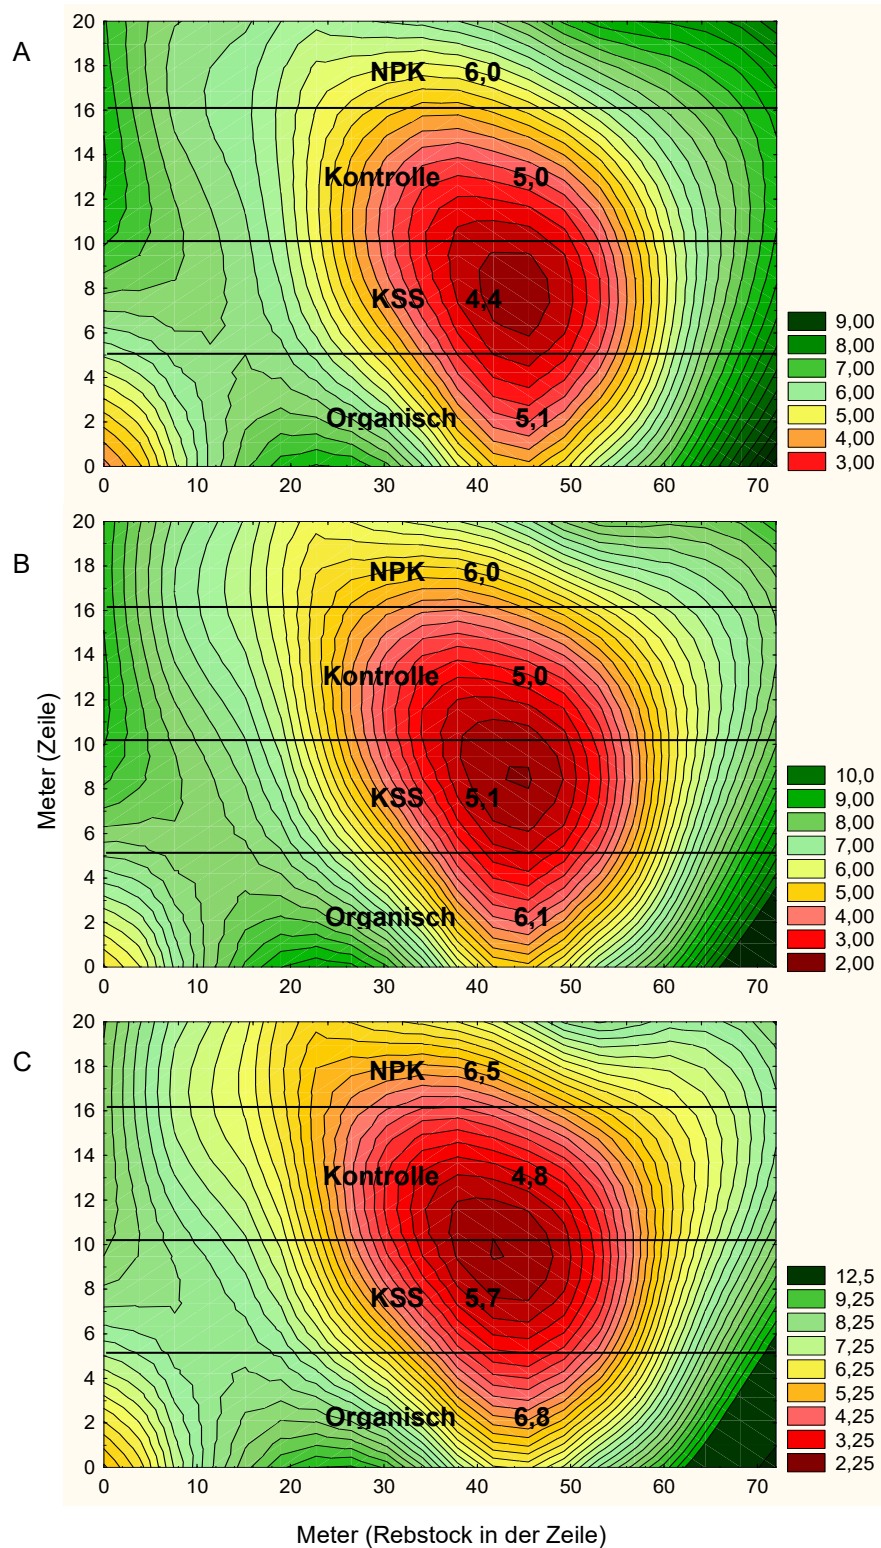 A
20
18
16
14
12
10
8
6
4
2
0
NPK 6,0
Kontrolle 5,0
KSS 4,4
Organisch 5,1
0 10 20 30 40 50 60 70
9,00
8,00
7,00
6,00
5,00
4,00
3,00
B
Meter (Zeile)
20
18
16
14
12
10
8
6
4
2
0
NPK 6,0
Kontrolle 5,0
KSS 5,1
Organisch 6,1
0 10 20 30 40 50 60 70
10,0
9,00
8,00
7,00
6,00
5,00
4,00
3,00
2,00
C
20
18
16
14
12
10
8
6
4
2
0
NPK 6,5
Kontrolle 4,8
KSS 5,7
Organisch 6,8
0 10 20 30 40 50 60 70
12,5
9,25
8,25
7,25
6,25
5,25
4,25
3,25
2,25
Meter (Rebstock in der Zeile)